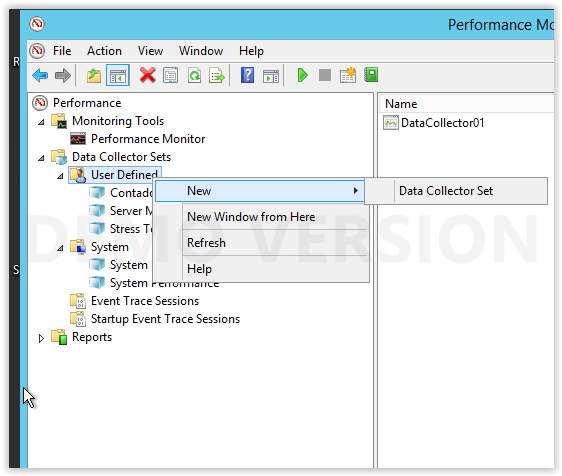 Performance Mo
File Action View Window Help
Performance
Monitoring Tools
Performance Monitor
Data Collector Sets
User Defined
Contado
Server M
Stress Te
System
System
System Performance
Event Trace Sessions
Startup Event Trace Sessions
Reports
New
New Window from Here
Refresh
Help
Data Collector Set
Name
DataCollector01
DEMO VERSION
R
S